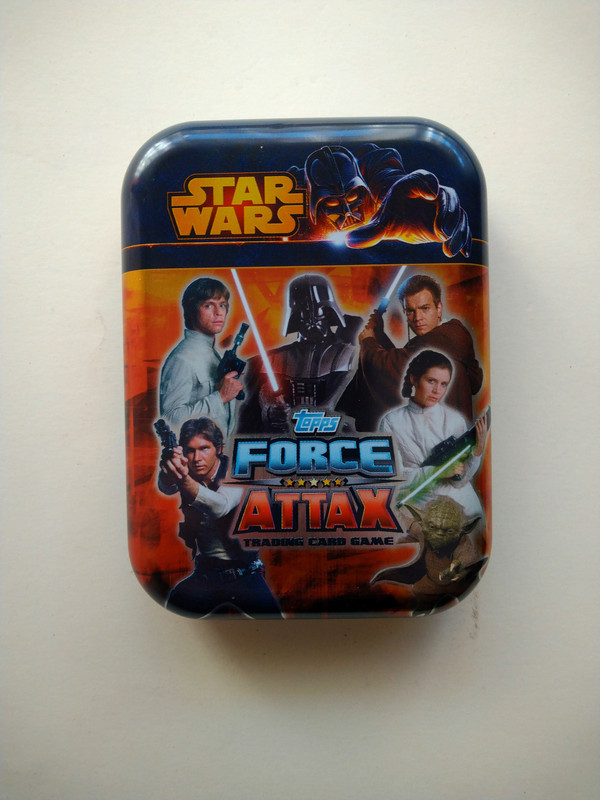 STAR
WARS
Topps
FORCE
ATTAX
TRADING CARD GAME